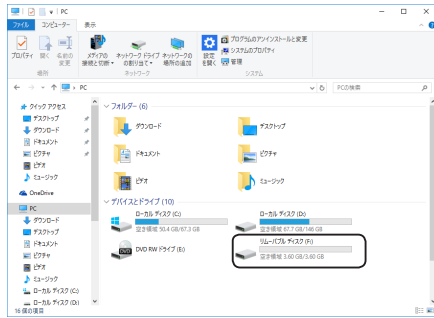 PC
ファイル コンピューター 表示
プロパティ 開く 名前の変更
メディアの接続と切断 ネットワーク ドライブの割り当て ネットワークの場所の追加
設定を開く
プログラムのアンインストールと変更
システムのプロパティ
管理
場所 ネットワーク システム
PC
PCの検索
クイック アクセス
デスクトップ
ダウンロード
ドキュメント
ピクチャ
ビデオ
ミュージック
OneDrive
PC
ダウンロード
デスクトップ
ドキュメント
ピクチャ
ビデオ
ミュージック
ローカル ディスク (C:)
ローカル ディスク (D:)
フォルダー (6)
ダウンロード
デスクトップ
ドキュメント
ピクチャ
ビデオ
ミュージック
デバイスとドライブ (10)
ローカル ディスク (C:)
空き領域 50.4 GB/67.3 GB
ローカル ディスク (D:)
空き領域 67.7 GB/146 GB
DVD RW ドライブ (E:)
リムーバブル ディスク (F:)
空き領域 3.60 GB/3.60 GB
16 個の項目